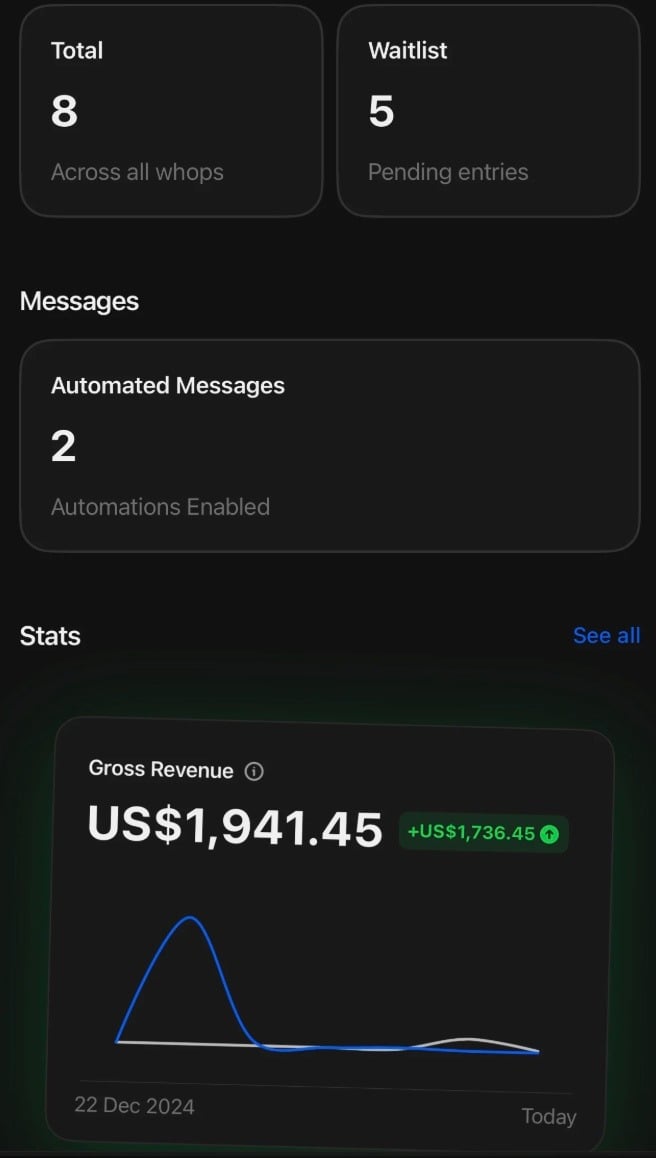 Total
8
Across all whops
Waitlist
5
Pending entries
Messages
Automated Messages
2
Automations Enabled
Stats
See all
Gross Revenue
US$1,941.45
+US$1,736.45
22 Dec 2024
Today